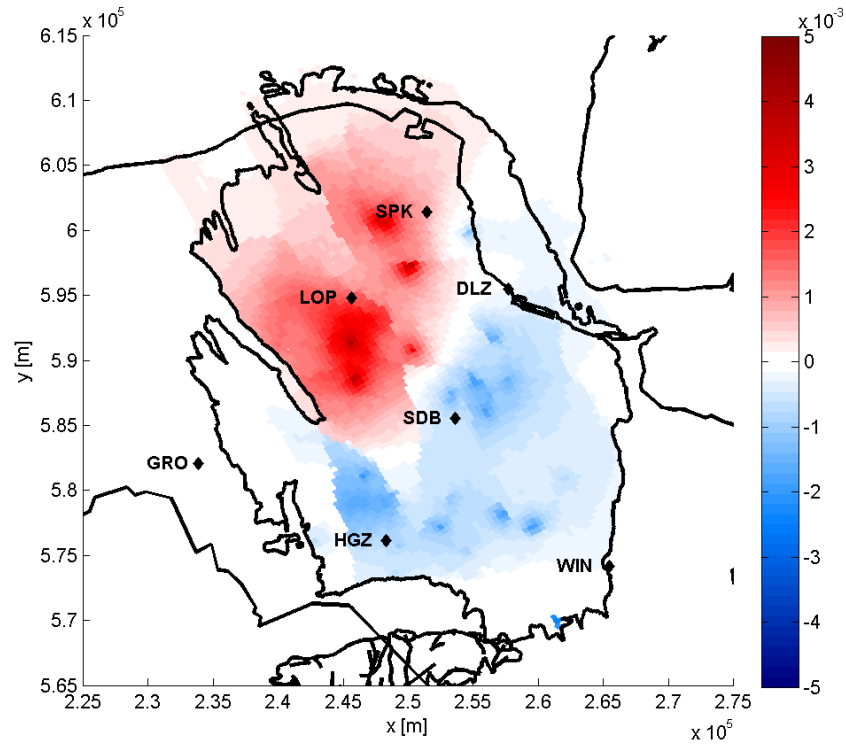 x 10^5
x 10^-3
6.15
6.1
6.05
6
5.95
5.9
5.85
5.8
5.75
5.7
5.65
y [m]
SPK
LOP
DLZ
SDB
GRO
HGZ
WIN
5
4
3
2
1
0
-1
-2
-3
-4
-5
2.25 2.3 2.35 2.4 2.45 2.5 2.55 2.6 2.65 2.7 2.75
x [m]
x 10^5